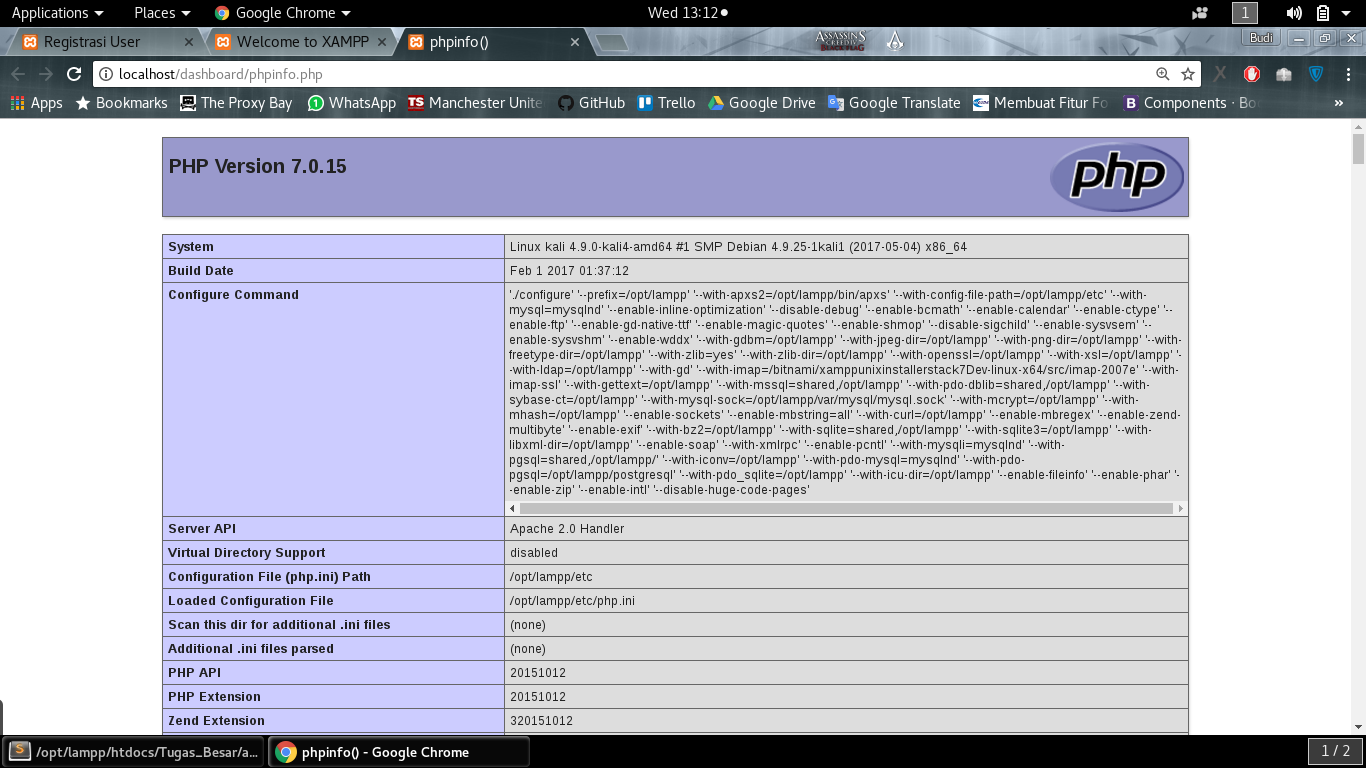 Applications Places Google Chrome Wed 13:12 1
Registrasi User Welcome to XAMPP phpinfo() ASSASSIN'S CREED IV BLACK FLAG Budi
localhost/dashboard/phpinfo.php
Apps Bookmarks The Proxy Bay WhatsApp TS Manchester Unite GitHub Trello Google Drive Google Translate Membuat Fitur Fo B Components · Bo »
PHP Version 7.0.15 php
System Linux kali 4.9.0-kali4-amd64 #1 SMP Debian 4.9.25-1kali1 (2017-05-04) x86_64
Build Date Feb 1 2017 01:37:12
Configure Command './configure' '--prefix=/opt/lampp' '--with-apxs2=/opt/lampp/bin/apxs' '--with-config-file-path=/opt/lampp/etc' '--with-
mysql=mysqlnd' '--enable-inline-optimization' '--disable-debug' '--enable-bcmath' '--enable-calendar' '--enable-ctype' '--
enable-ftp' '--enable-gd-native-ttf' '--enable-magic-quotes' '--enable-shmop' '--disable-sigchild' '--enable-sysvsem' '--
enable-sysvshm' '--enable-wddx' '--with-gdbm=/opt/lampp' '--with-jpeg-dir=/opt/lampp' '--with-png-dir=/opt/lampp' '--with-
freetype-dir=/opt/lampp' '--with-zlib=yes' '--with-zlib-dir=/opt/lampp' '--with-openssl=/opt/lampp' '--with-xsl=/opt/lampp' '-
-with-ldap=/opt/lampp' '--with-gd' '--with-imap=/bitnami/xamppunixinstallerstack7Dev-linux-x64/src/imap-2007e' '--with-
imap-ssl' '--with-gettext=/opt/lampp' '--with-mssql=shared,/opt/lampp' '--with-pdo-dblib=shared,/opt/lampp' '--with-
sybase-ct=/opt/lampp' '--with-mysql-sock=/opt/lampp/var/mysql/mysql.sock' '--with-mcrypt=/opt/lampp' '--with-
mhash=/opt/lampp' '--enable-sockets' '--enable-mbstring=all' '--with-curl=/opt/lampp' '--enable-mbregex' '--enable-zend-
multibyte' '--enable-exif' '--with-bz2=/opt/lampp' '--with-sqlite=shared,/opt/lampp' '--with-sqlite3=/opt/lampp' '--with-
libxml-dir=/opt/lampp' '--enable-soap' '--with-xmlrpc' '--enable-pcntl' '--with-mysqli=mysqlnd' '--with-
pgsql=shared,/opt/lampp/' '--with-iconv=/opt/lampp' '--with-pdo-mysql=mysqlnd' '--with-pdo-
pgsql=/opt/lampp/postgresql' '--with-pdo_sqlite=/opt/lampp' '--with-icu-dir=/opt/lampp' '--enable-fileinfo' '--enable-phar' '-
-enable-zip' '--enable-intl' '--disable-huge-code-pages'
Server API Apache 2.0 Handler
Virtual Directory Support disabled
Configuration File (php.ini) Path /opt/lampp/etc
Loaded Configuration File /opt/lampp/etc/php.ini
Scan this dir for additional .ini files (none)
Additional .ini files parsed (none)
PHP API 20151012
PHP Extension 20151012
Zend Extension 320151012
/opt/lampp/htdocs/Tugas_Besar/a... phpinfo() - Google Chrome 1 / 2